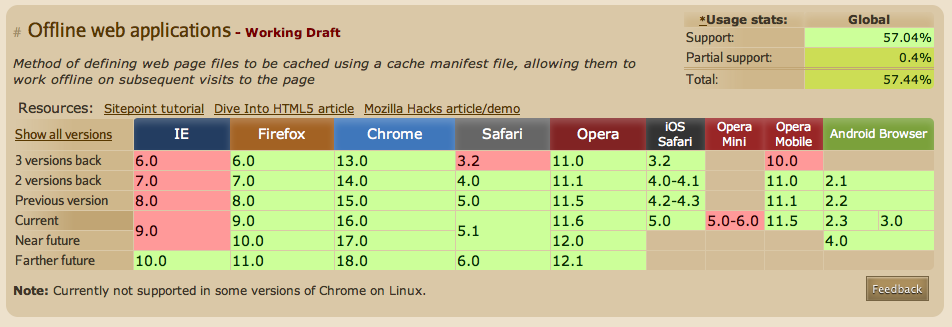 # Offline web applications - Working Draft
*Usage stats: Global
Support: 57.04%
Partial support: 0.4%
Total: 57.44%
Method of defining web page files to be cached using a cache manifest file, allowing them to
work offline on subsequent visits to the page
Resources: Sitepoint tutorial Dive Into HTML5 article Mozilla Hacks article/demo
Show all versions IE Firefox Chrome Safari Opera iOS Safari Opera Mini Opera Mobile Android Browser
3 versions back 6.0 6.0 13.0 3.2 11.0 3.2 10.0
2 versions back 7.0 7.0 14.0 4.0 11.1 4.0-4.1 11.0 2.1
Previous version 8.0 8.0 15.0 5.0 11.5 4.2-4.3 11.1 2.2
Current 9.0 9.0 16.0 5.1 11.6 5.0 5.0-6.0 11.5 2.3 3.0
Near future 10.0 17.0 12.0 4.0
Farther future 10.0 11.0 18.0 6.0 12.1
Note: Currently not supported in some versions of Chrome on Linux.
Feedback